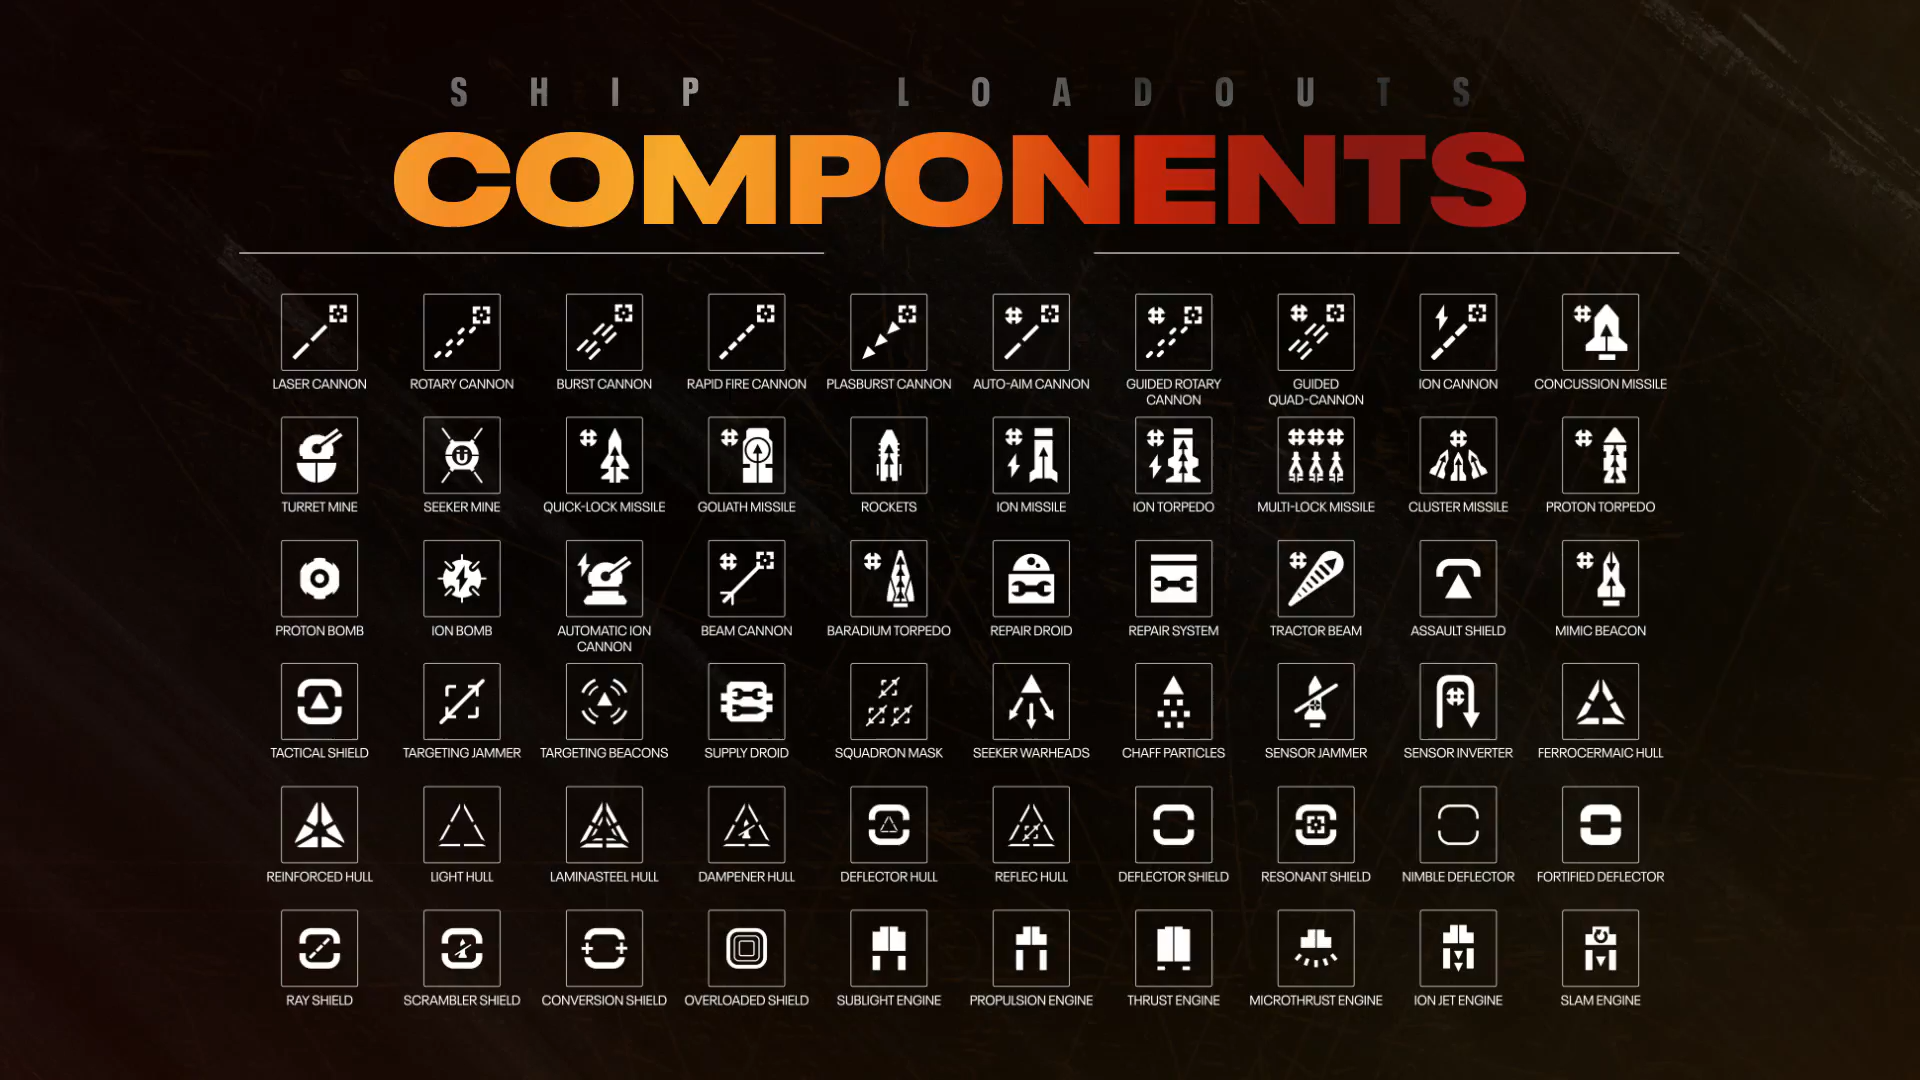 SHIP LOADOUTS
COMPONENTS
LASER CANNON
ROTARY CANNON
BURST CANNON
RAPID FIRE CANNON
PLASBURST CANNON
AUTO-AIM CANNON
GUIDED ROTARY
CANNON
GUIDED
QUAD-CANNON
ION CANNON
CONCUSSION MISSILE
TURRET MINE
SEEKER MINE
QUICK-LOCK MISSILE
GOLIATH MISSILE
ROCKETS
ION MISSILE
ION TORPEDO
MULTI-LOCK MISSILE
CLUSTER MISSILE
PROTON TORPEDO
PROTON BOMB
ION BOMB
AUTOMATIC ION
CANNON
BEAM CANNON
BARADIUM TORPEDO
REPAIR DROID
REPAIR SYSTEM
TRACTOR BEAM
ASSAULT SHIELD
MIMIC BEACON
TACTICAL SHIELD
TARGETING JAMMER
TARGETING BEACONS
SUPPLY DROID
SQUADRON MASK
SEEKER WARHEADS
CHAFF PARTICLES
SENSOR JAMMER
SENSOR INVERTER
FERROCERMAIC HULL
REINFORCED HULL
LIGHT HULL
LAMINASTEEL HULL
DAMPENER HULL
DEFLECTOR HULL
REFLEC HULL
DEFLECTOR SHIELD
RESONANT SHIELD
NIMBLE DEFLECTOR
FORTIFIED DEFLECTOR
RAY SHIELD
SCRAMBLER SHIELD
CONVERSION SHIELD
OVERLOADED SHIELD
SUBLIGHT ENGINE
PROPULSION ENGINE
THRUST ENGINE
MICROTHRUST ENGINE
ION JET ENGINE
SLAM ENGINE